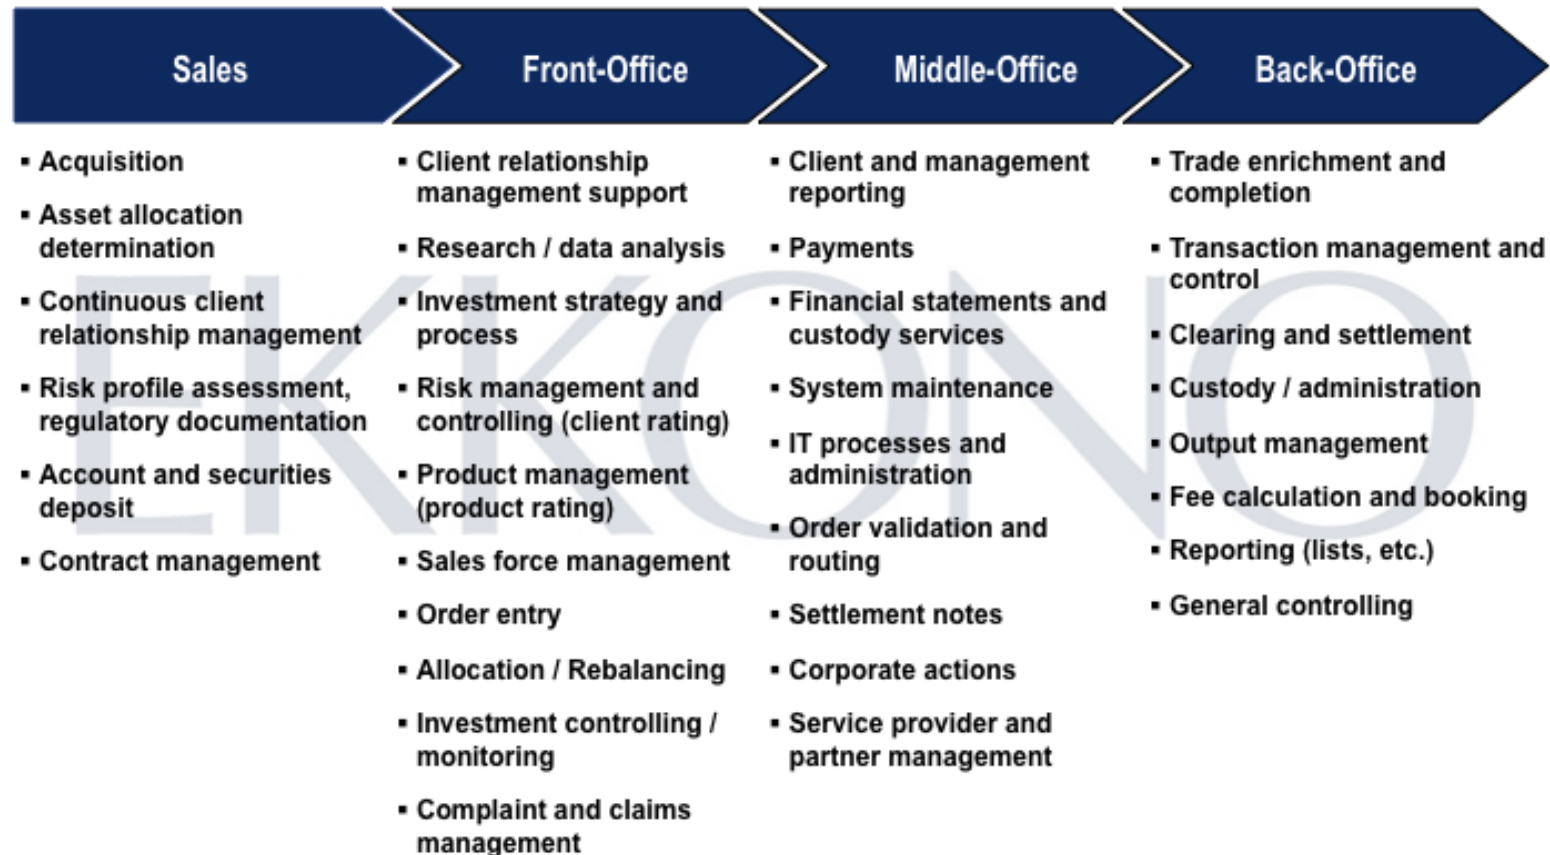 Sales
Front-Office
Middle-Office
Back-Office
▪ Acquisition
▪ Asset allocation
determination
▪ Continuous client
relationship management
▪ Risk profile assessment,
regulatory documentation
▪ Account and securities
deposit
▪ Contract management
▪ Client relationship
management support
▪ Research / data analysis
▪ Investment strategy and
process
▪ Risk management and
controlling (client rating)
▪ Product management
(product rating)
▪ Sales force management
▪ Order entry
▪ Allocation / Rebalancing
▪ Investment controlling /
monitoring
▪ Complaint and claims
management
▪ Client and management
reporting
▪ Payments
▪ Financial statements and
custody services
▪ System maintenance
▪ IT processes and
administration
▪ Order validation and
routing
▪ Settlement notes
▪ Corporate actions
▪ Service provider and
partner management
▪ Trade enrichment and
completion
▪ Transaction management and
control
▪ Clearing and settlement
▪ Custody / administration
▪ Output management
▪ Fee calculation and booking
▪ Reporting (lists, etc.)
▪ General controlling
EKKONO